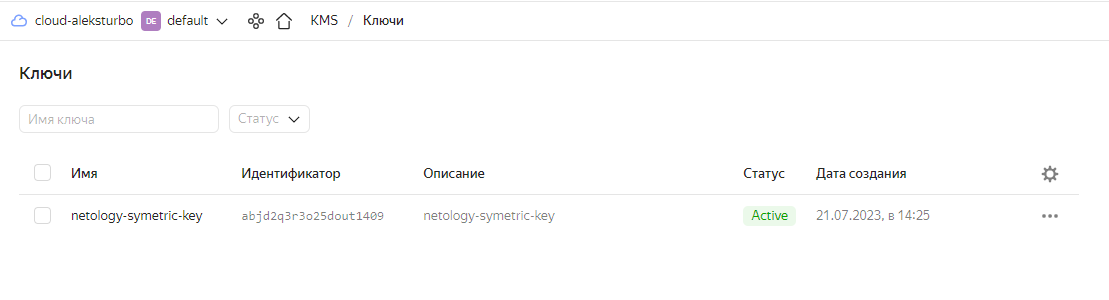 cloud-aleksturbo DE default KMS / Ключи
Ключи
Имя ключа Статус
Имя Идентификатор Описание Статус Дата создания
netology-symetric-key abjd2q3r3o25dout1409 netology-symetric-key Active 21.07.2023, в 14:25